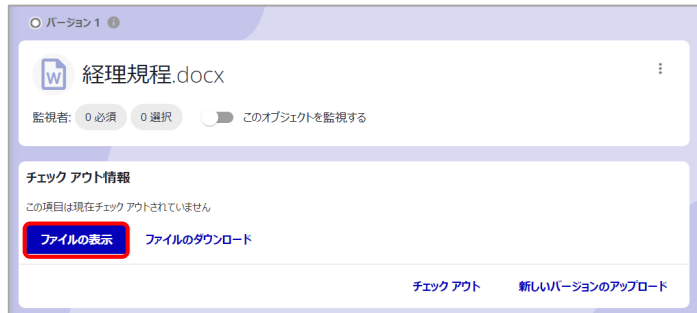 バージョン 1
経理規程.docx
監視者: 0 必須 0 選択 このオブジェクトを監視する
チェック アウト情報
この項目は現在チェック アウトされていません
ファイルの表示 ファイルのダウンロード
チェック アウト 新しいバージョンのアップロード